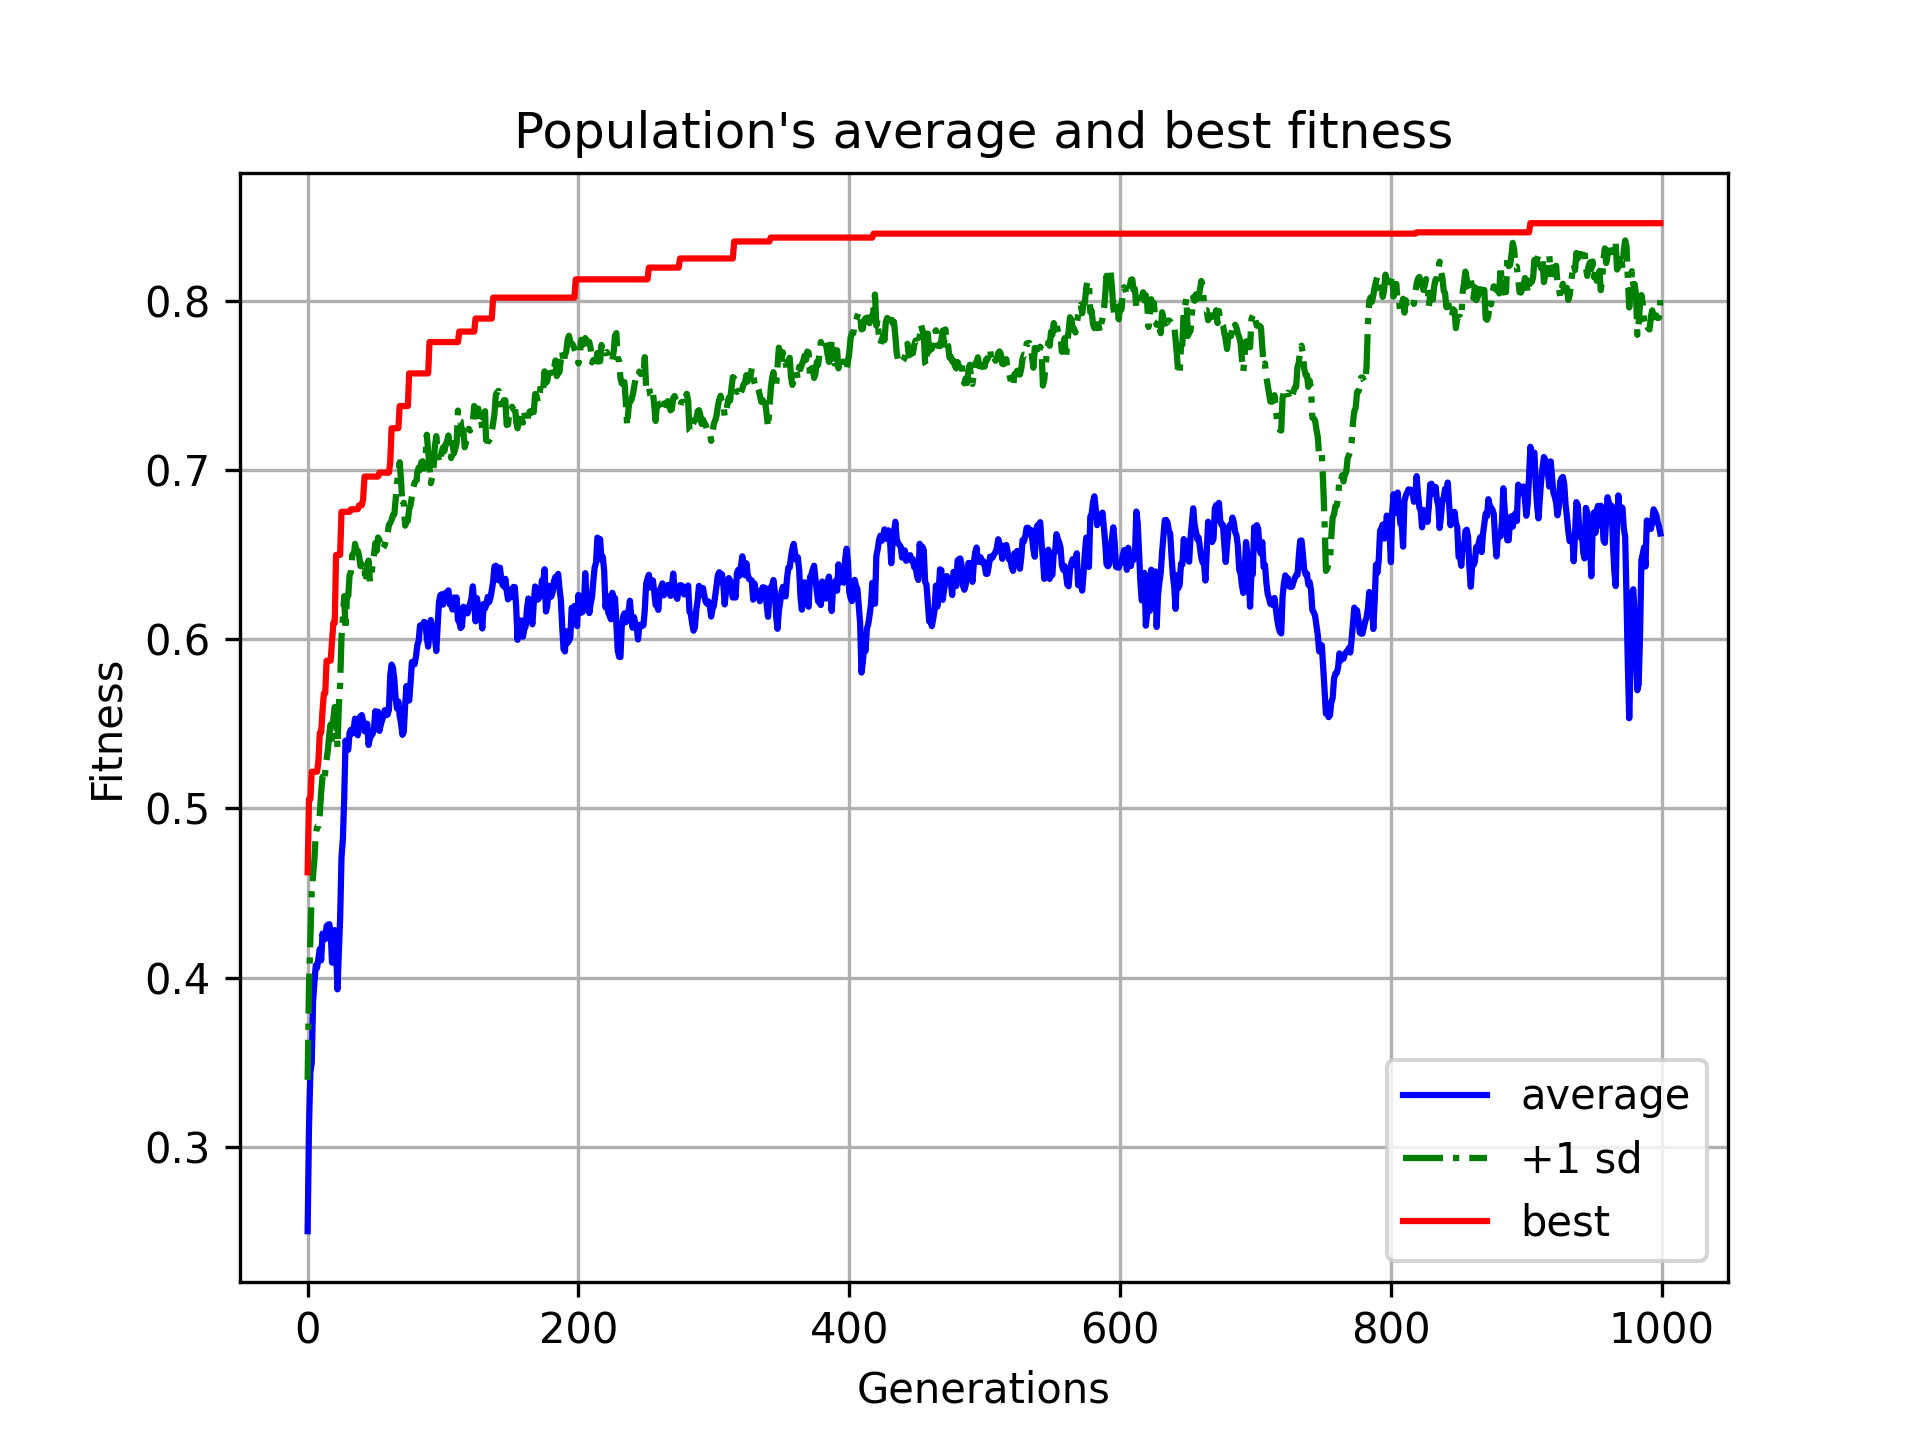 Population's average and best fitness
Fitness
0.8
0.7
0.6
0.5
0.4
0.3
0 200 400 600 800 1000
Generations
average
+1 sd
best